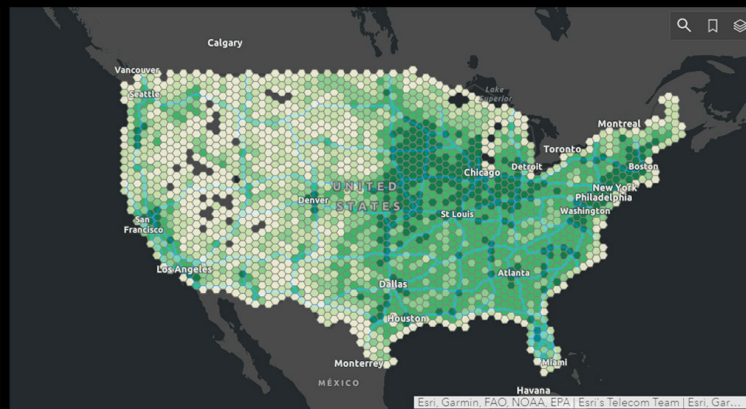 Calgary
Vancouver
Seattle
Lake
Superior
Montreal
Toronto
Boston
Detroit
Chicago
UNITED
STATES
New York
Philadelphia
Denver
St Louis
Washington
San
Francisco
Los Angeles
Atlanta
Dallas
Houston
Miami
Monterrey
MÉXICO
Havana
Esri, Garmin, FAO, NOAA, EPA | Esri's Telecom Team | Esri, Gar...